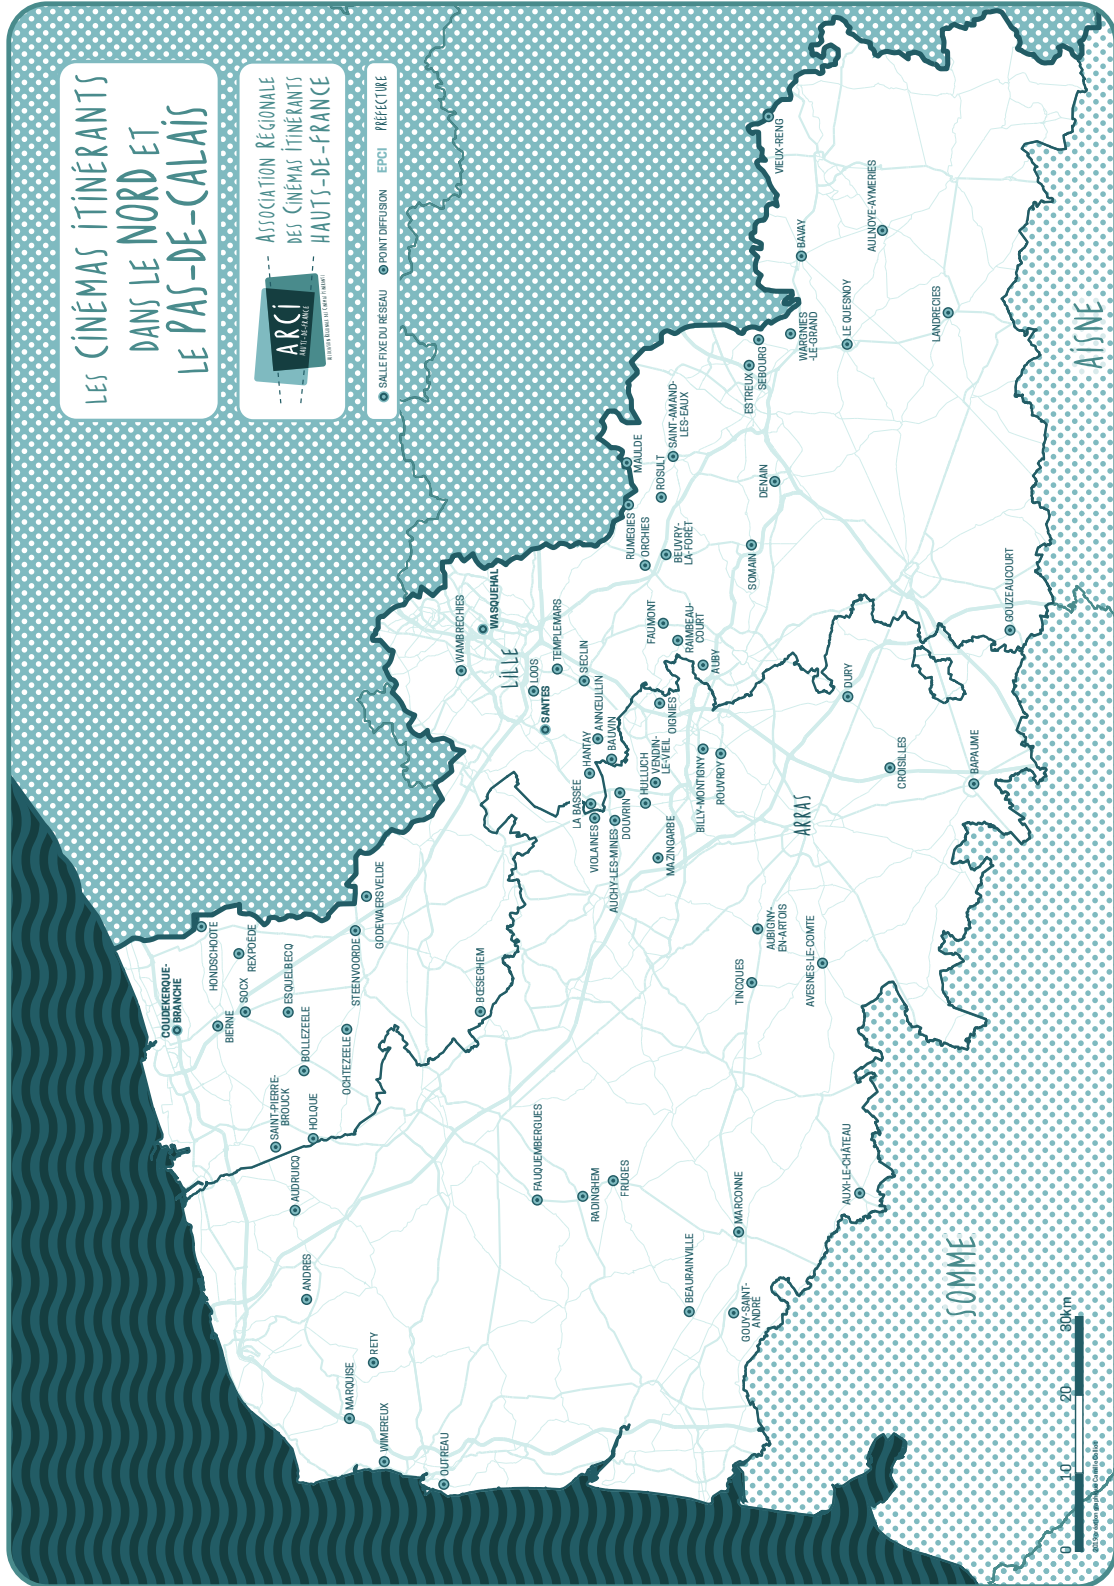 LES CINÉMAS ITINÉRANTS
DANS LE NORD ET
LE PAS-DE-CALAIS
ARCI
HAUTS-DE-FRANCE
ASSOCIATION RÉGIONALE
DES CINÉMAS ITINÉRANTS
HAUTS-DE-FRANCE
SALLE FIXE DU RÉSEAU
POINT DIFFUSION
EPCI
PRÉFECTURE
COUDEKERQUE-
BRANCHE
HONDSCHOOTE
REXPOËDE
SOCX
BIERNE
ESQUELBECQ
BOLLEZEELE
SAINT-PIERRE-
BROUCK
HOLQUE
OCHTEZEELE
STEENVOORDE
GODEWAERSVELDE
BŒSEGHEM
AUDRUICQ
ANDRES
RETY
MARQUISE
WIMEREUX
OUTREAU
FAUQUEMBERGUES
RADINGHEM
FRUGES
MARCONNE
BEAURAINVILLE
GOUY-SAINT-
ANDRÉ
AUXI-LE-CHÂTEAU
WAMBRECHIES
WASQUEHAL
LILLE
LOOS
TEMPLEMARS
SANTES
SECLIN
ANNŒULLIN
BAUVIN
HANTAY
LA BASSÉE
VIOLAINES
AUCHY-LES-MINES
DOUVRIN
HULLUCH
VENDIN-
LE-VIEIL
MAZINGARBE
OIGNIES
BILLY-MONTIGNY
ROUVROY
FAUMONT
RAIMBEAU-
COURT
AUBY
RUMEGIES
ORCHIES
BEUVRY-
LA-FORÊT
MAULDE
ROSULT
SAINT-AMAND-
LES-EAUX
SOMAIN
DENAIN
ESTREUX
SEBOURG
WARGNIES
-LE-GRAND
LE QUESNOY
BAVAY
VIEUX-RENG
AULNOYE-AYMERIES
LANDRECIES
GOUZEAUCOURT
DURY
CROISILLES
BAPAUME
ARRAS
AUBIGNY-
EN-ARTOIS
TINCQUES
AVESNES-LE-COMTE
AISNE
SOMME
0 10 20 30km